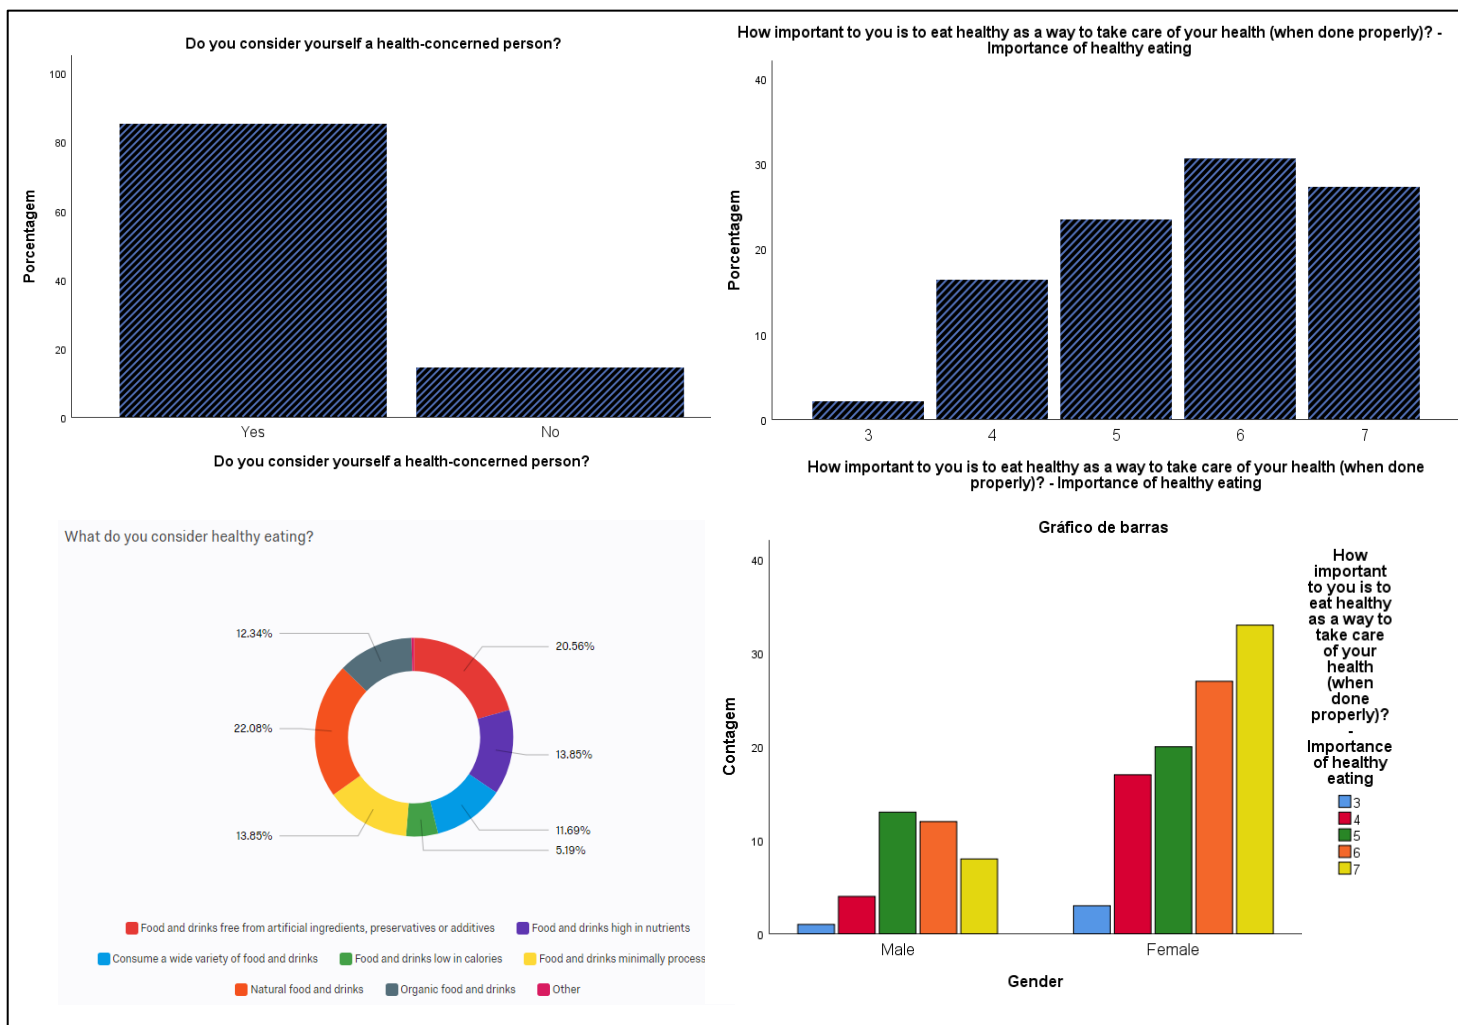 Do you consider yourself a health-concerned person?
100
80
60
40
20
0
Porcentagem
Yes
No
Do you consider yourself a health-concerned person?
How important to you is to eat healthy as a way to take care of your health (when done properly)? -
Importance of healthy eating
40
30
20
10
0
Porcentagem
3
4
5
6
7
How important to you is to eat healthy as a way to take care of your health (when done
properly)? - Importance of healthy eating
What do you consider healthy eating?
12.34%
20.56%
22.08%
13.85%
13.85%
11.69%
5.19%
Food and drinks free from artificial ingredients, preservatives or additives
Food and drinks high in nutrients
Consume a wide variety of food and drinks
Food and drinks low in calories
Food and drinks minimally process
Natural food and drinks
Organic food and drinks
Other
Gráfico de barras
40
30
20
10
0
Contagem
Male
Female
Gender
How
important
to you is to
eat healthy
as a way to
take care
of your
health
(when
done
properly)?
-
Importance
of healthy
eating
3
4
5
6
7